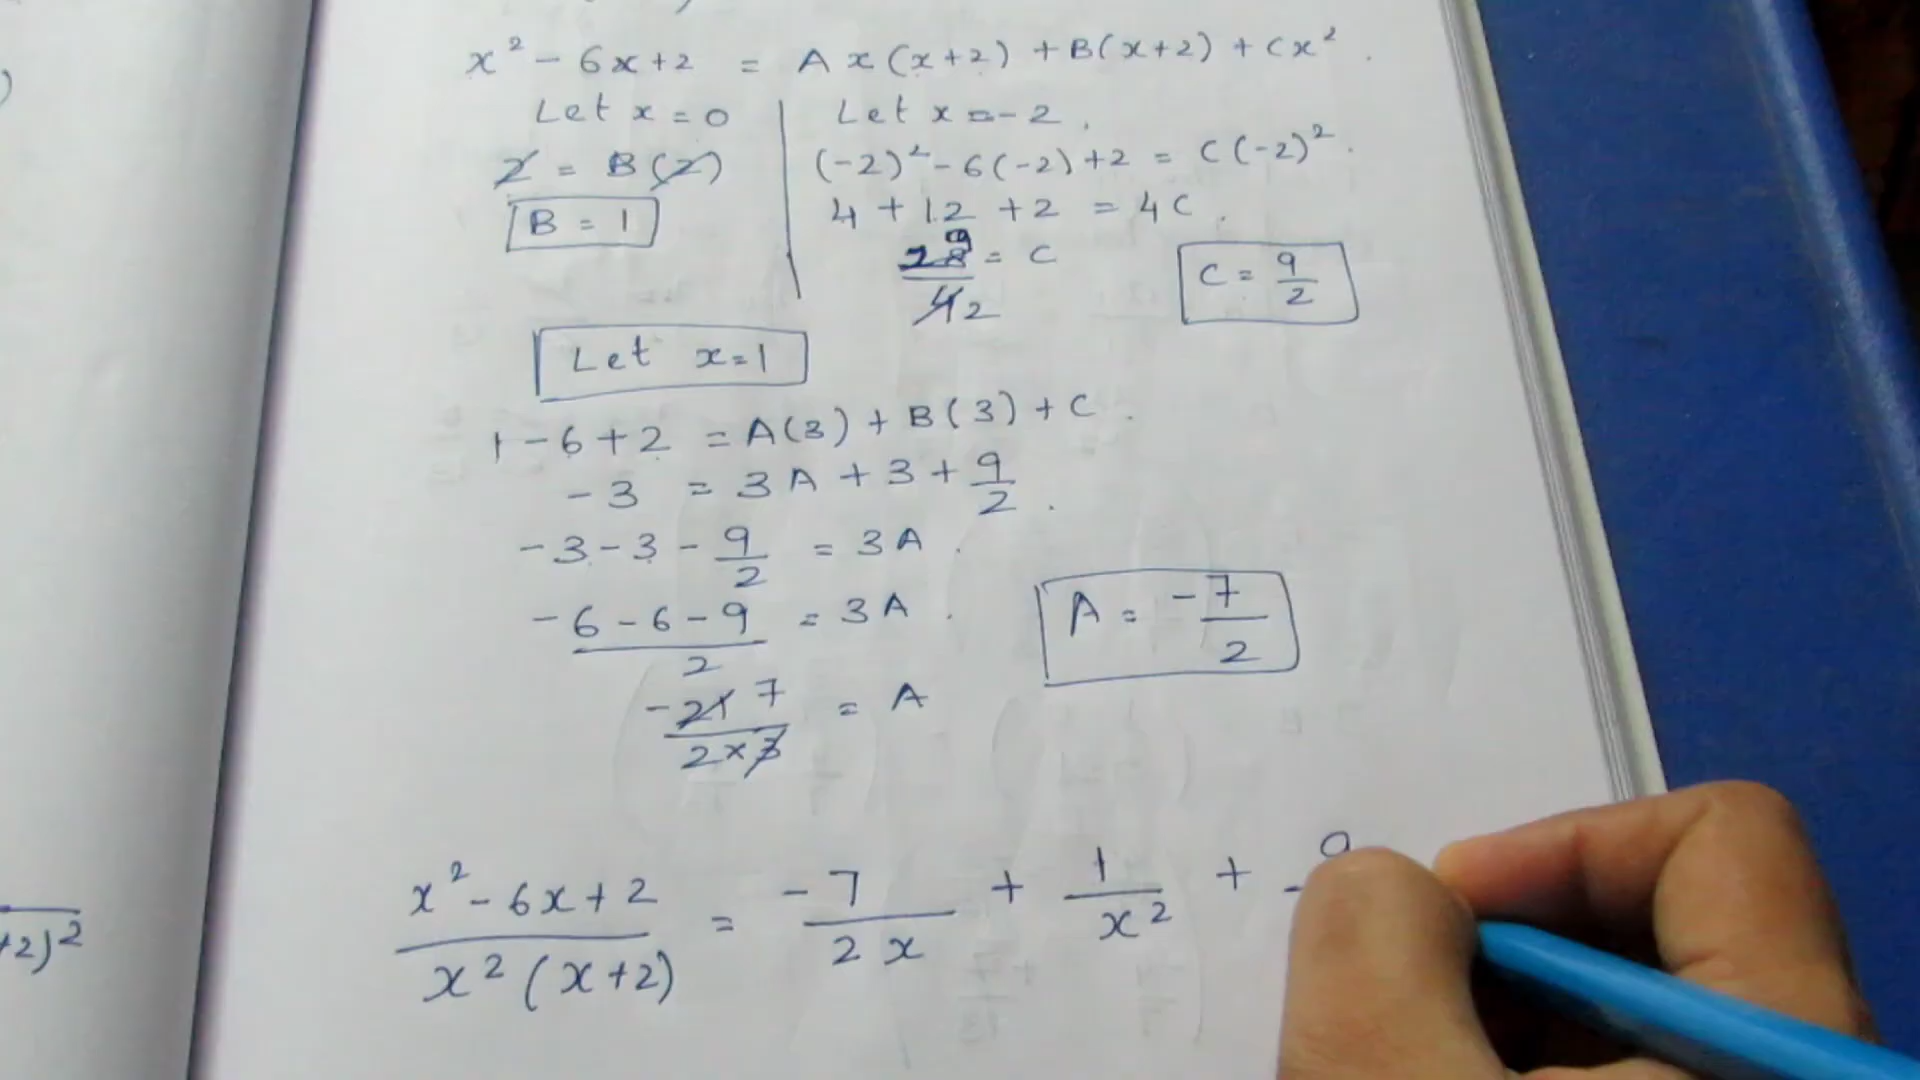 x² - 6x + 2 = A x (x+2) + B(x+2) + Cx².
Let x = 0
2 = B(2)
B = 1
Let x = -2.
(-2)² - 6(-2) + 2 = C(-2)².
4 + 12 + 2 = 4C.
= C
C = 9/2
Let x = 1
1 - 6 + 2 = A(3) + B(3) + C.
-3 = 3A + 3 + 9/2.
-3 - 3 - 9/2 = 3A.
(-6 - 6 - 9)/2 = 3A.
-21 7/(2×3) = A
A = -7/2
(x² - 6x + 2)/(x²(x+2)) = -7/(2x) + 1/x² + 9
+2)²